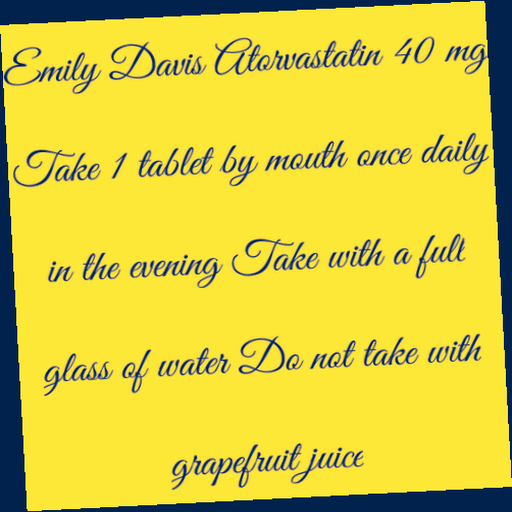 Emily Davis Atorvastatin 40 mg
Take 1 tablet by mouth once daily
in the evening Take with a full
glass of water Do not take with
grapefruit juice